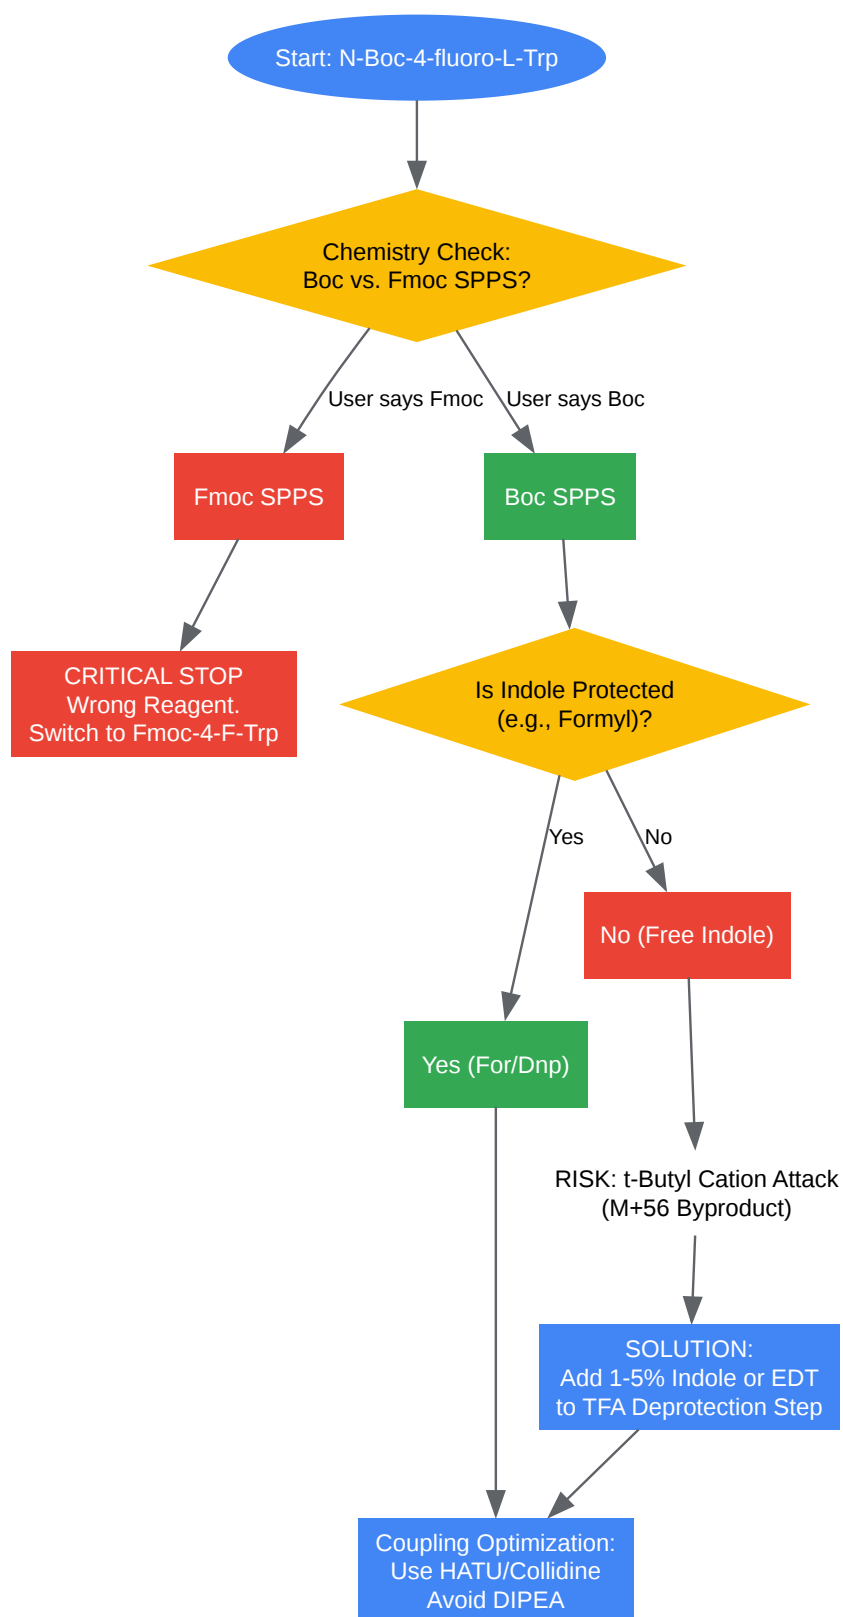 Start: N-Boc-4-fluoro-L-Trp
Chemistry Check:
Boc vs. Fmoc SPPS?
User says Fmoc
User says Boc
Fmoc SPPS
Boc SPPS
CRITICAL STOP
Wrong Reagent.
Switch to Fmoc-4-F-Trp
Is Indole Protected
(e.g., Formyl)?
Yes
No
No (Free Indole)
Yes (For/Dnp)
RISK: t-Butyl Cation Attack
(M+56 Byproduct)
SOLUTION:
Add 1-5% Indole or EDT
to TFA Deprotection Step
Coupling Optimization:
Use HATU/Collidine
Avoid DIPEA